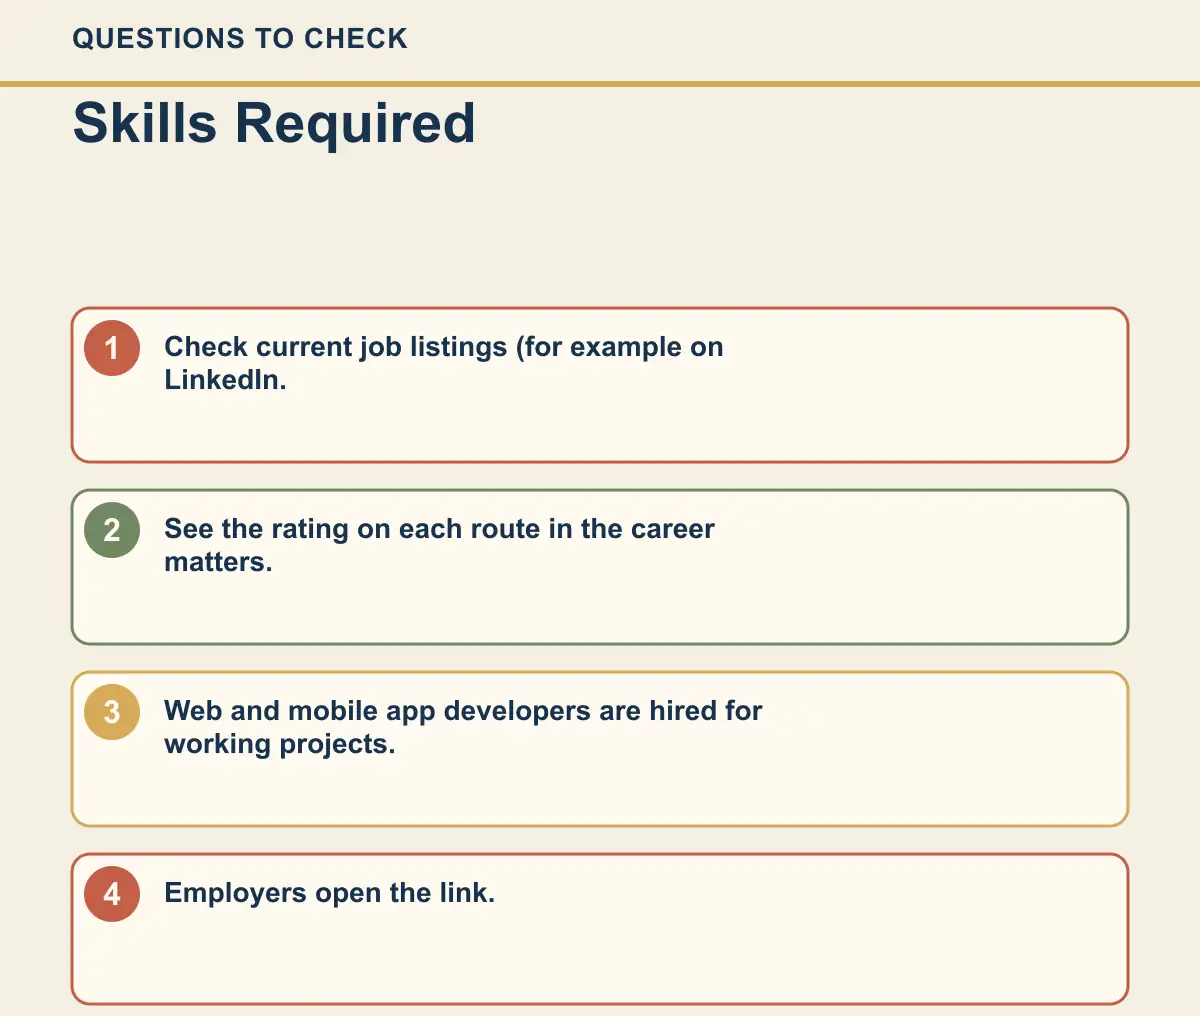 QUESTIONS TO CHECK
Skills Required
1
Check current job listings (for example on
LinkedIn.
2
See the rating on each route in the career
matters.
3
Web and mobile app developers are hired for
working projects.
4
Employers open the link.